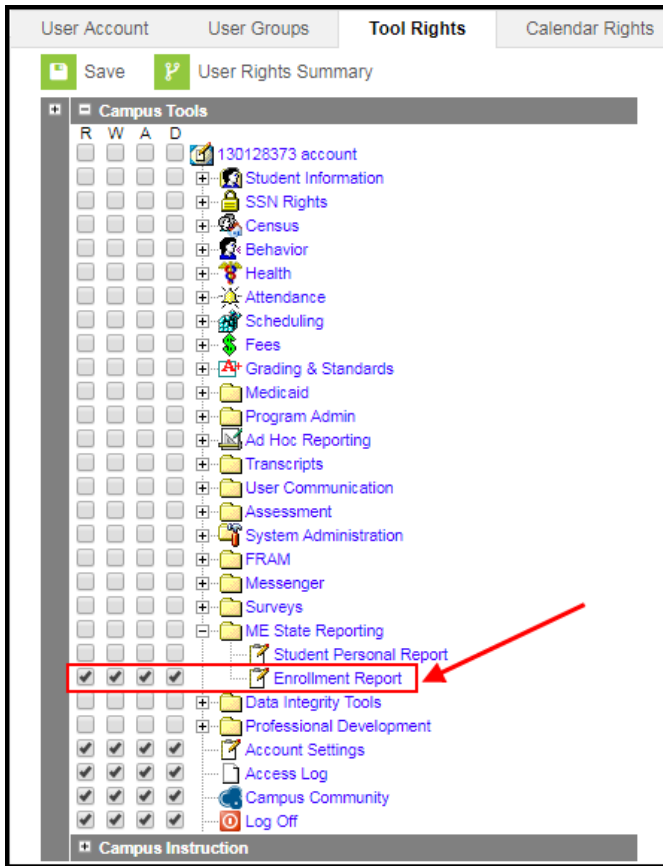 User Account User Groups Tool Rights Calendar Rights
Save User Rights Summary
Campus Tools
R W A D
130128373 account
Student Information
SSN Rights
Census
Behavior
Health
Attendance
Scheduling
Fees
Grading & Standards
Medicaid
Program Admin
Ad Hoc Reporting
Transcripts
User Communication
Assessment
System Administration
FRAM
Messenger
Surveys
ME State Reporting
Student Personal Report
Enrollment Report
Data Integrity Tools
Professional Development
Account Settings
Access Log
Campus Community
Log Off
Campus Instruction